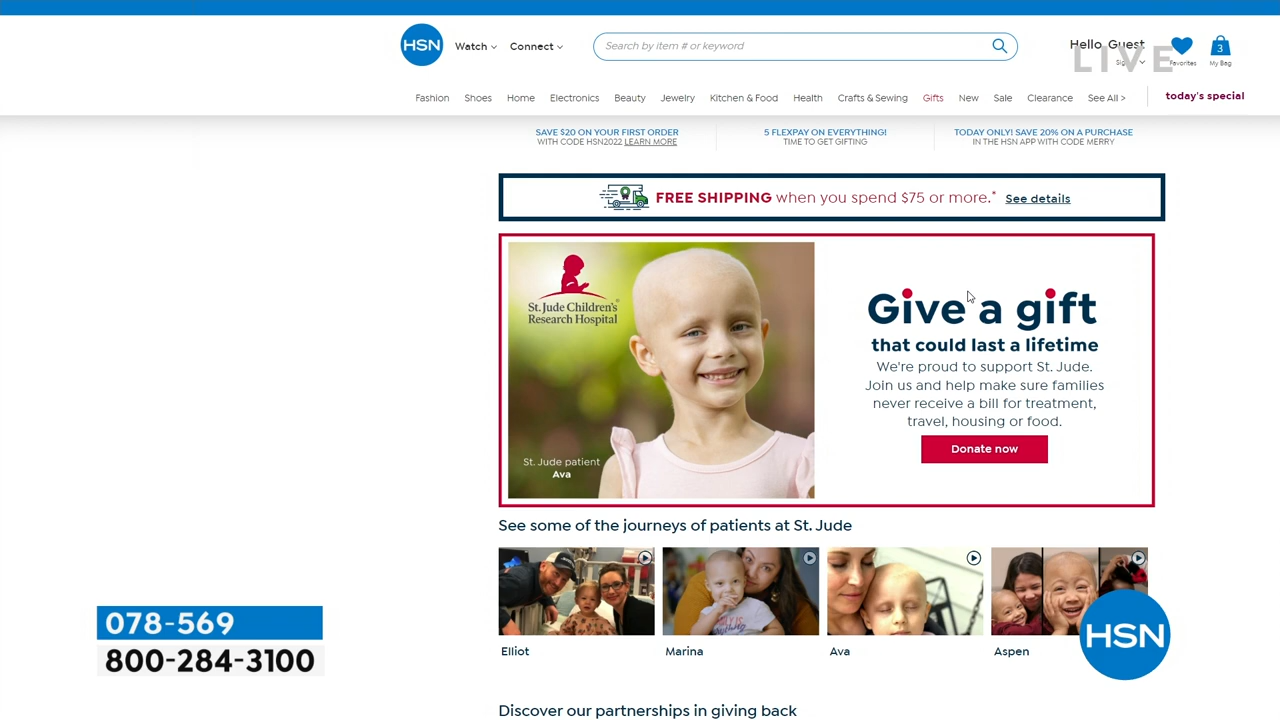 HSN
Watch
Connect
Search by item # or keyword
Hello, Guest
LIVE
Favorites
3
My Bag
Fashion
Shoes
Home
Electronics
Beauty
Jewelry
Kitchen & Food
Health
Crafts & Sewing
Gifts
New
Sale
Clearance
See All >
today's special
SAVE $20 ON YOUR FIRST ORDER
WITH CODE HSN2022 LEARN MORE
5 FLEXPAY ON EVERYTHING!
TIME TO GET GIFTING
TODAY ONLY! SAVE 20% ON A PURCHASE
IN THE HSN APP WITH CODE MERRY
FREE SHIPPING when you spend $75 or more.* See details
St. Jude Children's
Research Hospital
St. Jude patient
Ava
Give a gift
that could last a lifetime
We're proud to support St. Jude.
Join us and help make sure families
never receive a bill for treatment,
travel, housing or food.
Donate now
See some of the journeys of patients at St. Jude
Elliot
Marina
Ava
Aspen
078-569
800-284-3100
HSN
Discover our partnerships in giving back